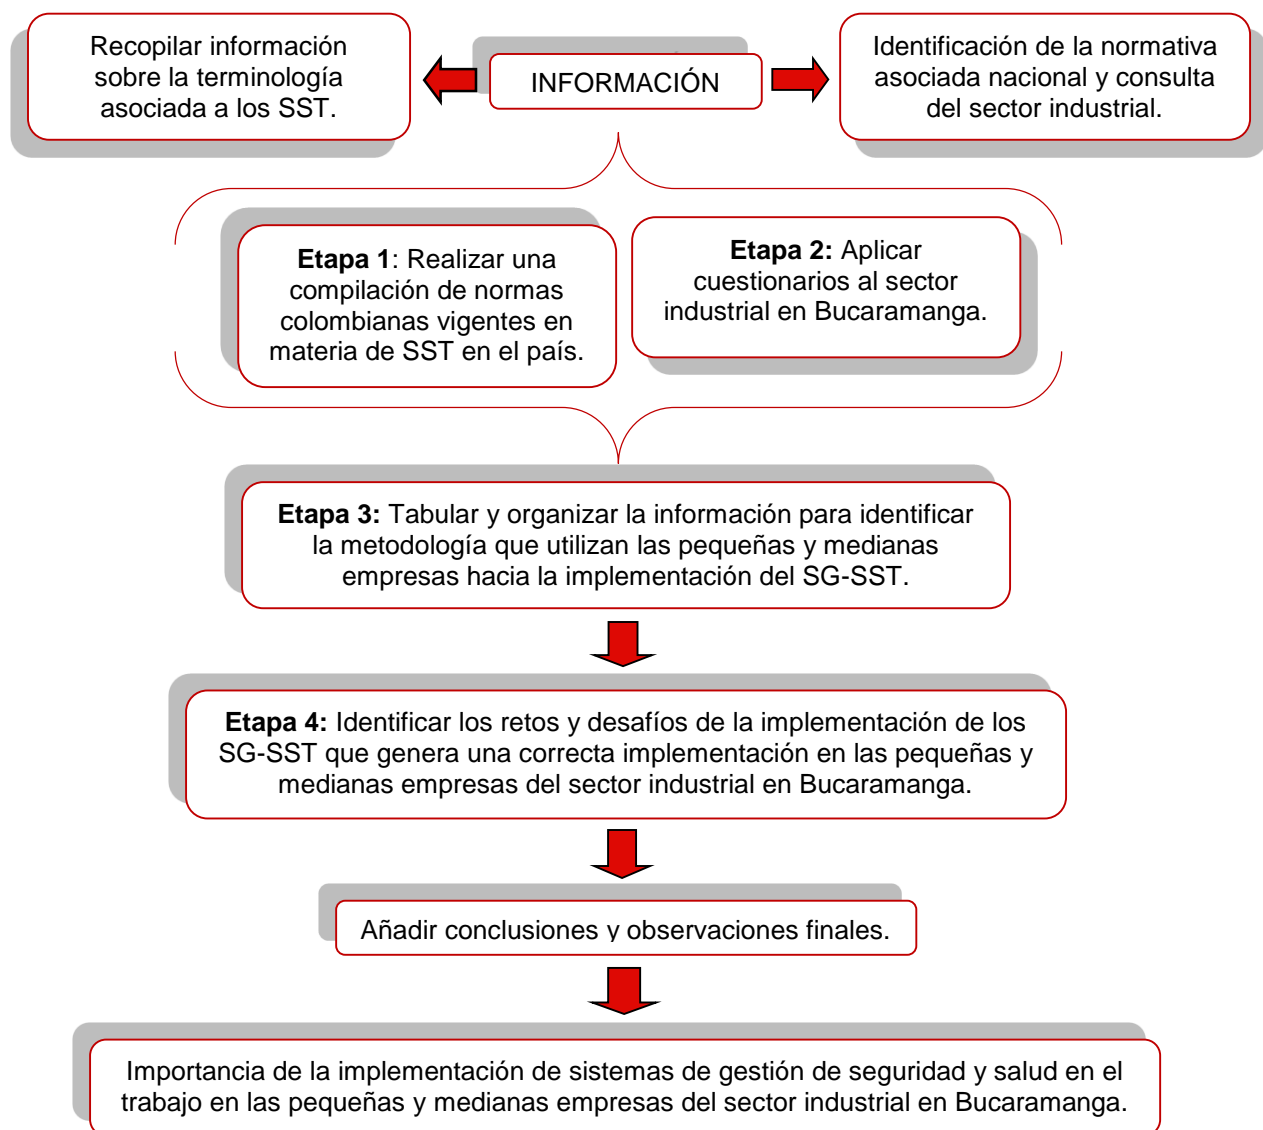 Recopilar información
sobre la terminología
asociada a los SST.
INFORMACIÓN
Identificación de la normativa
asociada nacional y consulta
del sector industrial.
Etapa 1: Realizar una
compilación de normas
colombianas vigentes en
materia de SST en el país.
Etapa 2: Aplicar
cuestionarios al sector
industrial en Bucaramanga.
Etapa 3: Tabular y organizar la información para identificar
la metodología que utilizan las pequeñas y medianas
empresas hacia la implementación del SG-SST.
Etapa 4: Identificar los retos y desafíos de la implementación de los
SG-SST que genera una correcta implementación en las pequeñas y
medianas empresas del sector industrial en Bucaramanga.
Añadir conclusiones y observaciones finales.
Importancia de la implementación de sistemas de gestión de seguridad y salud en el
trabajo en las pequeñas y medianas empresas del sector industrial en Bucaramanga.